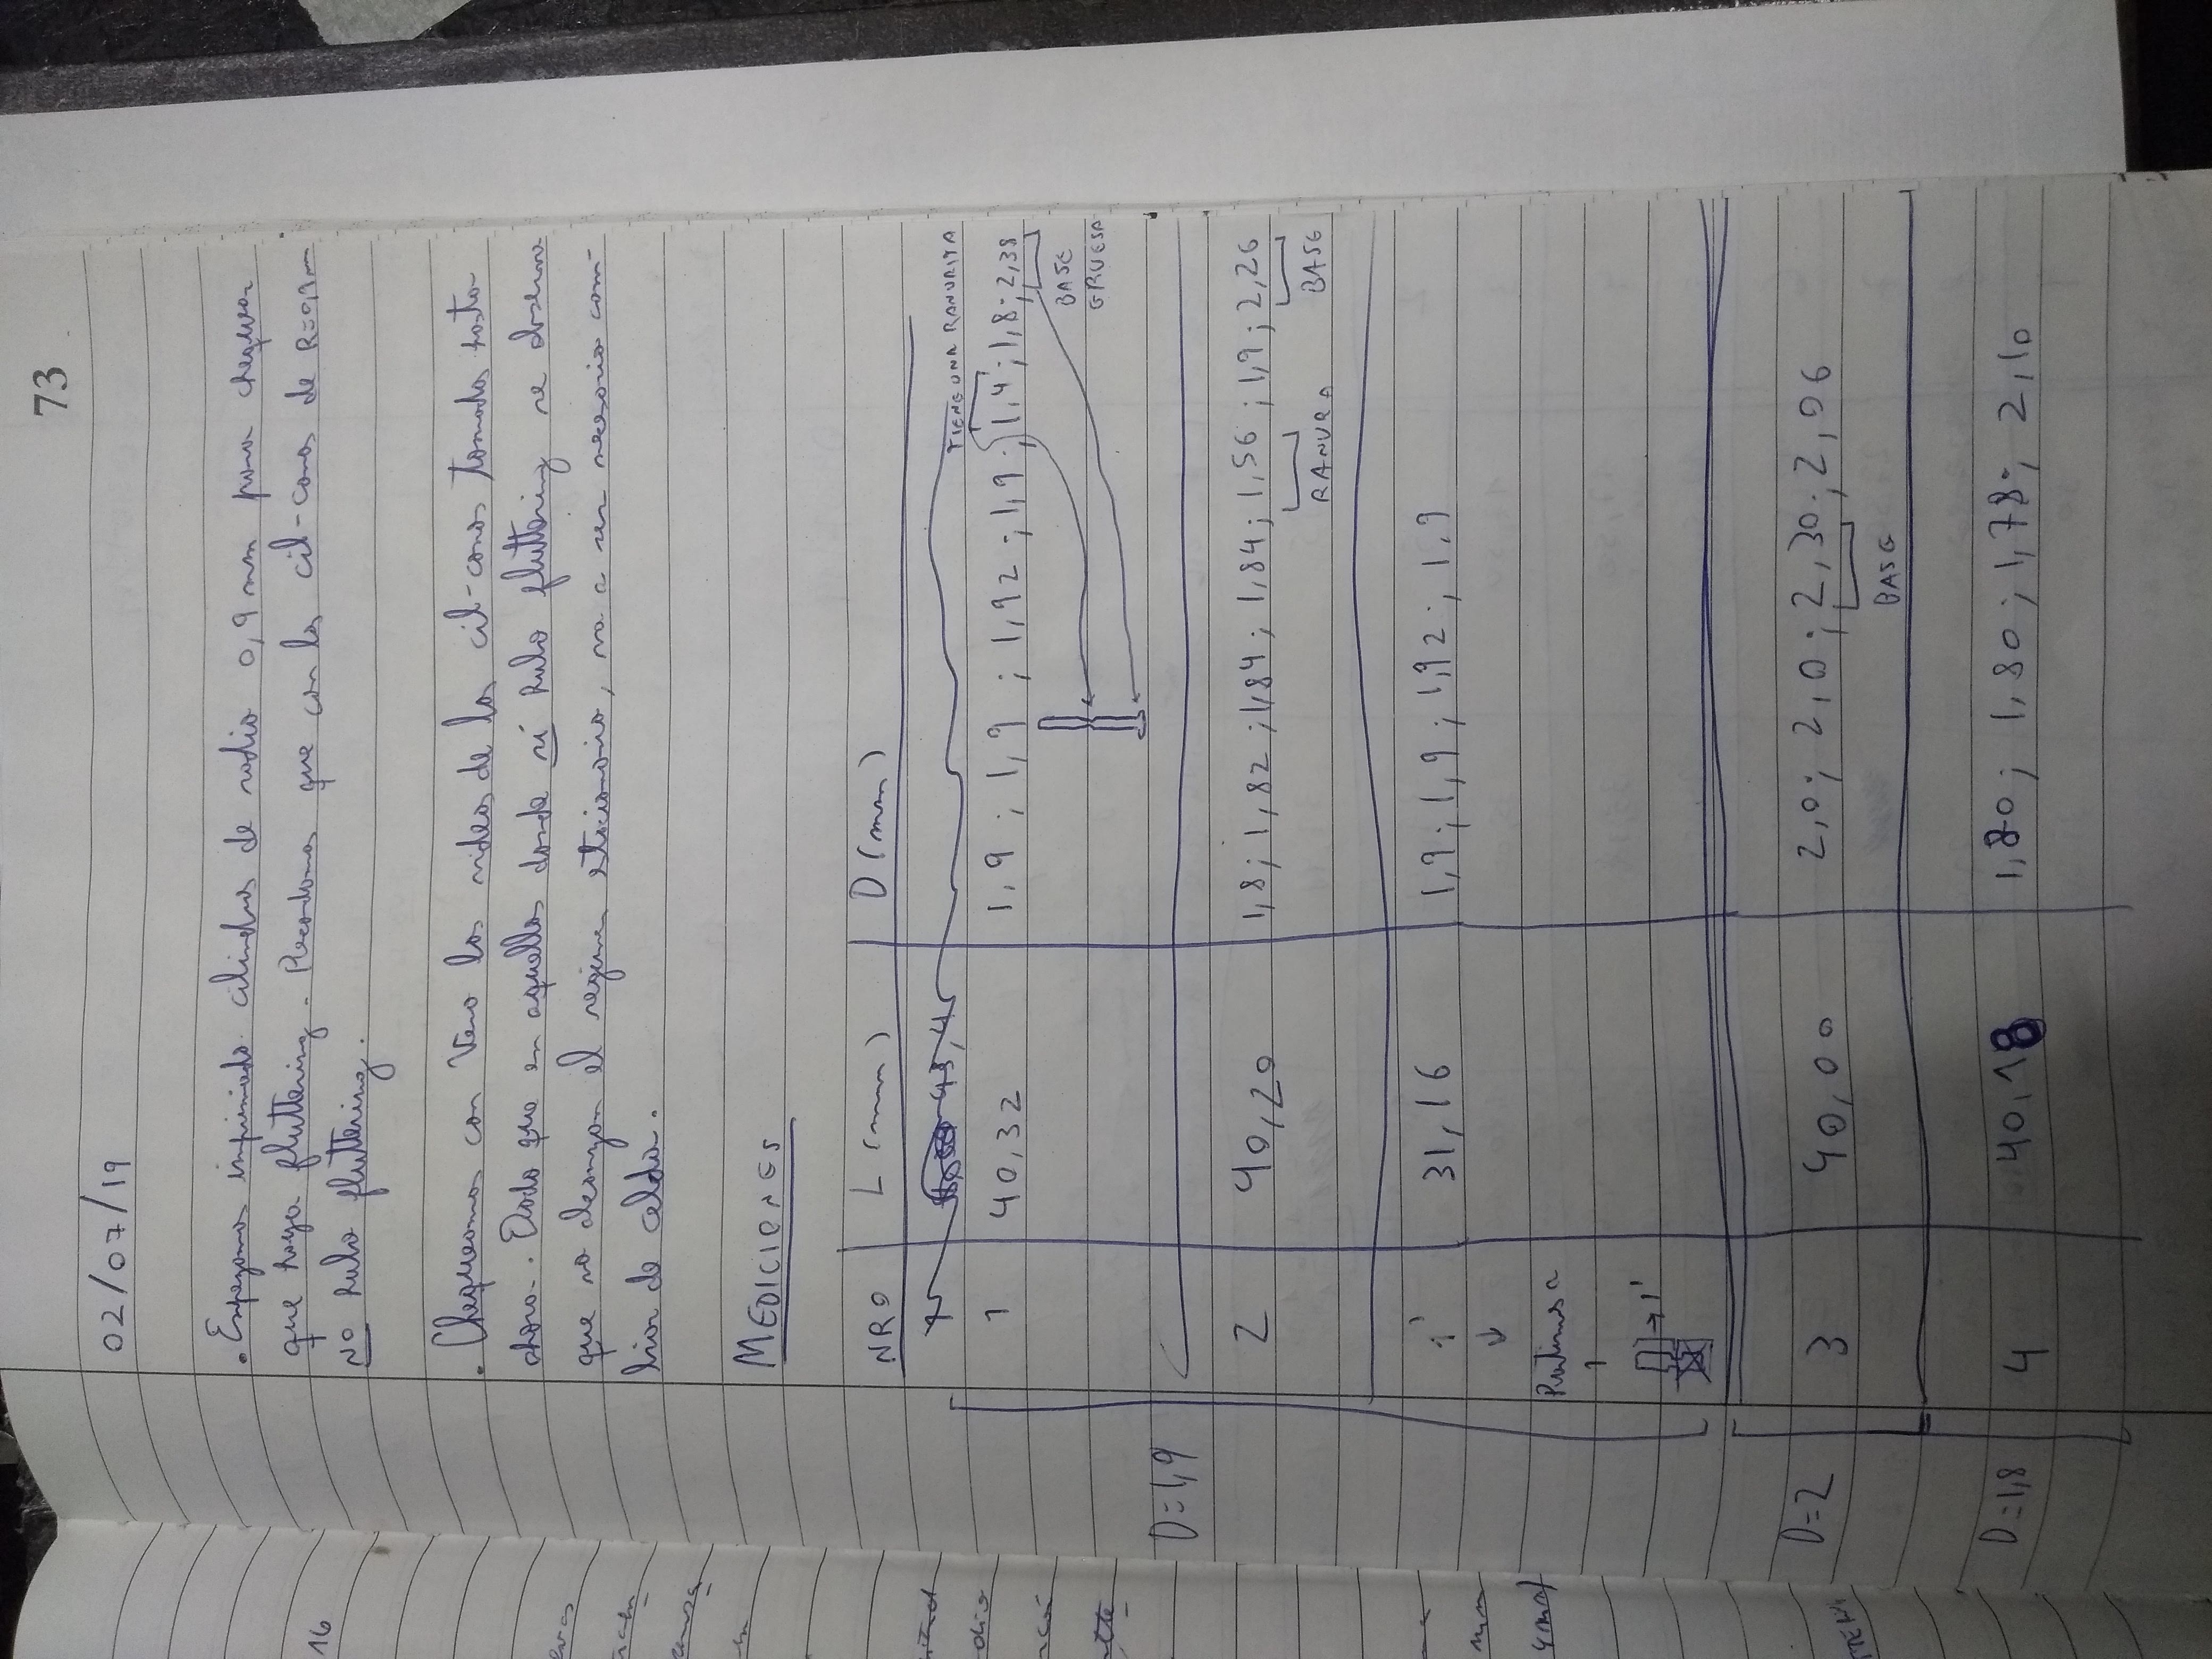 73
02/07/19
. Empezamos imprimiendo cilindros de radio 0,9 mm para chequear
que haya fluttering. Recordamos que con los cil-conos de R=0,9mm
NO hubo fluttering.
. Chequeamos con Vero los videos de los cil-conos tomados hasta
ahora. Dado que en aquellos donde sí hubo fluttering se observa
que no alcanzan el regimen estacionario, va a ser necesario cam-
biar de celda.
MEDICIONES
NRO L (mm) D (mm)
43,4
TIENE UNA RANURITA
1 40,32 1,9 ; 1,9 ; 1,92 ; 1,9 ; 1,4 ; 1,8 ; 2,38
BASE
GRUESA
D=1,9
2 40,20 1,8 ; 1,82 ; 1,84 ; 1,84 ; 1,56 ; 1,9 ; 2,26
RANURA BASE
1' 31,16 1,9 ; 1,9 ; 1,92 ; 1,9
↓
Partimos a
1
→ 1'
D=2 3 40,00 2,0 ; 2,0 ; 2,30 ; 2,06
BASE
D=1,8 4 40,18 1,80 ; 1,80 ; 1,78 ; 2,10
16
mm